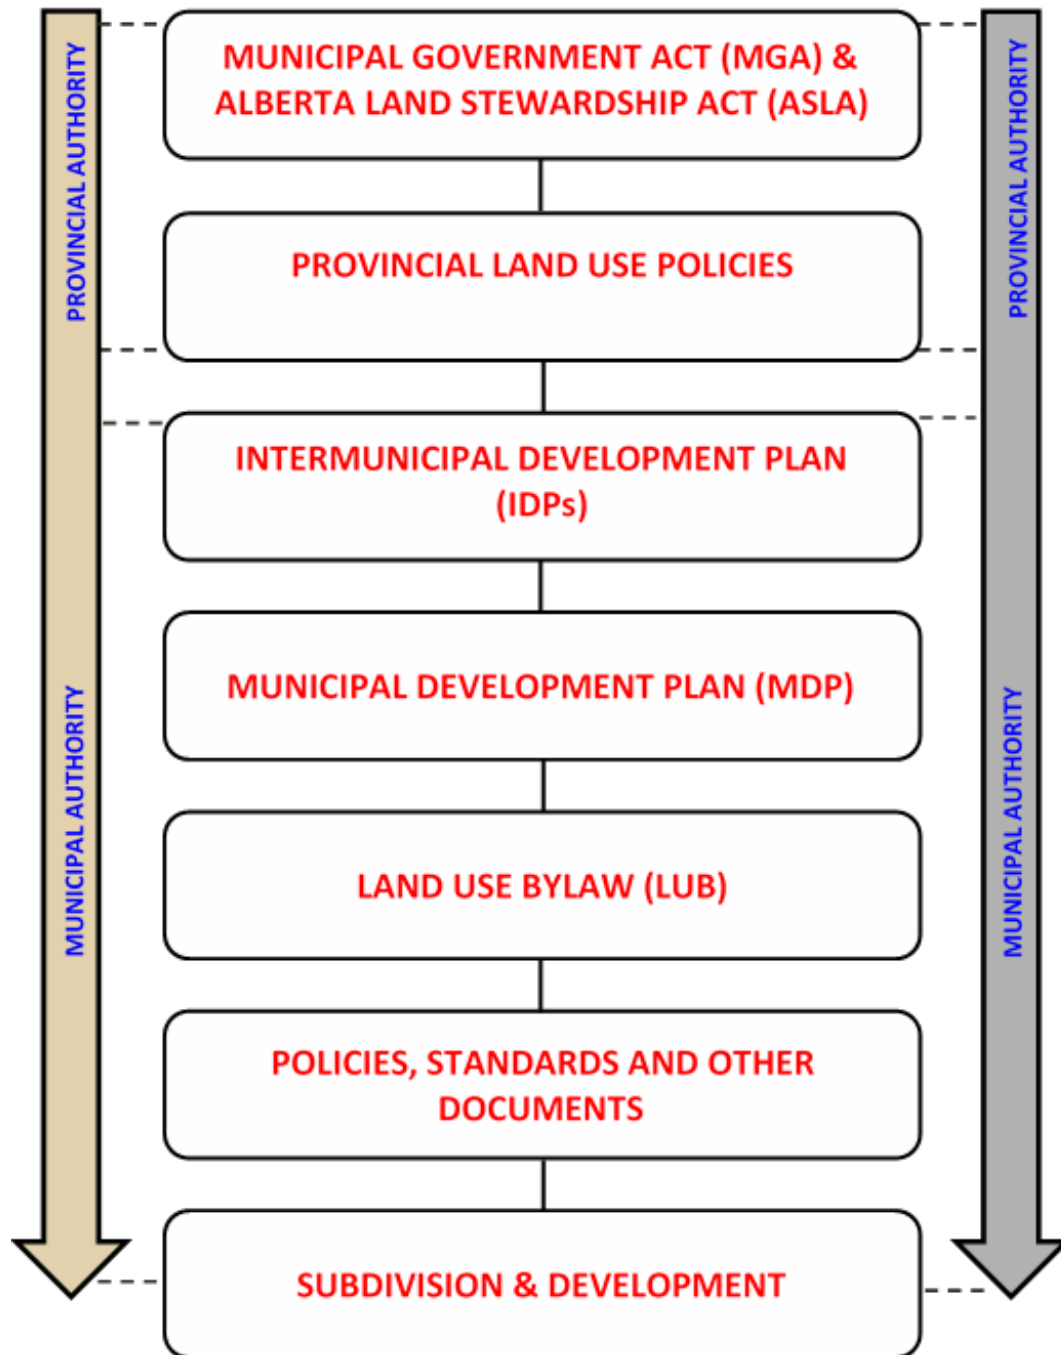 MUNICIPAL GOVERNMENT ACT (MGA) &
ALBERTA LAND STEWARDSHIP ACT (ASLA)
PROVINCIAL AUTHORITY
PROVINCIAL AUTHORITY
PROVINCIAL LAND USE POLICIES
INTERMUNICIPAL DEVELOPMENT PLAN
(IDPs)
MUNICIPAL DEVELOPMENT PLAN (MDP)
MUNICIPAL AUTHORITY
MUNICIPAL AUTHORITY
LAND USE BYLAW (LUB)
POLICIES, STANDARDS AND OTHER
DOCUMENTS
SUBDIVISION & DEVELOPMENT